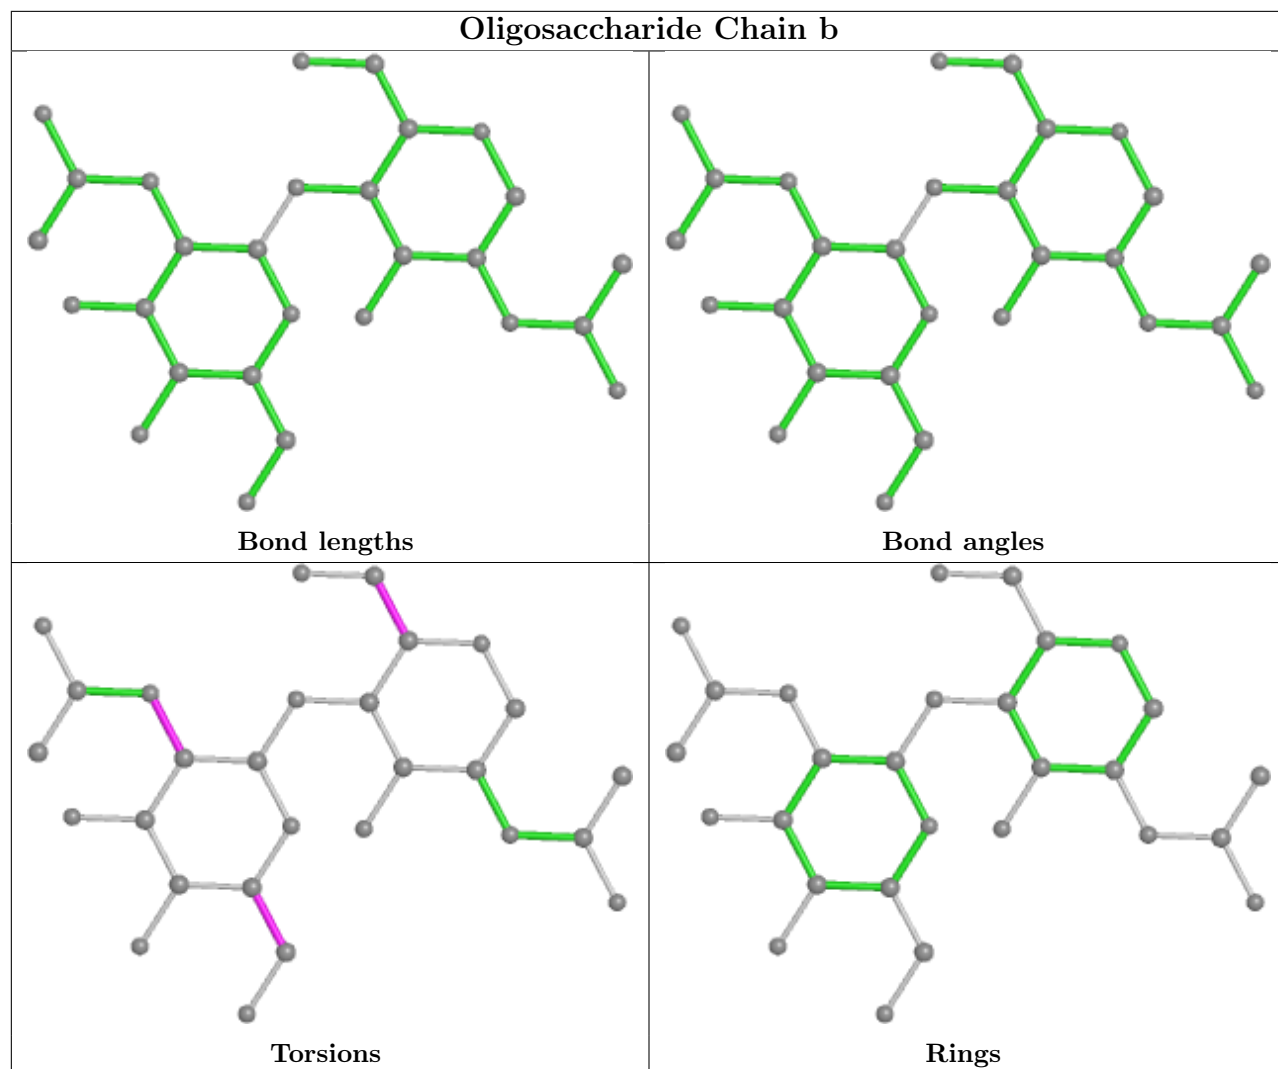 Oligosaccharide Chain b
Bond lengths
Bond angles
Torsions
Rings